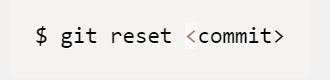 $ git reset <commit>